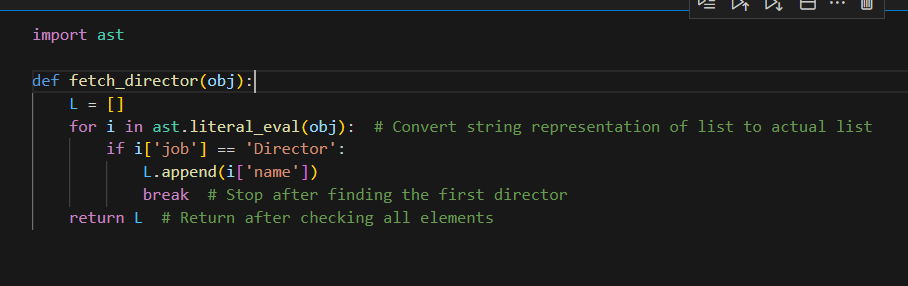 import ast
def fetch_director(obj):
    L = []
    for i in ast.literal_eval(obj):  # Convert string representation of list to actual list
        if i['job'] == 'Director':
            L.append(i['name'])
            break  # Stop after finding the first director
    return L  # Return after checking all elements